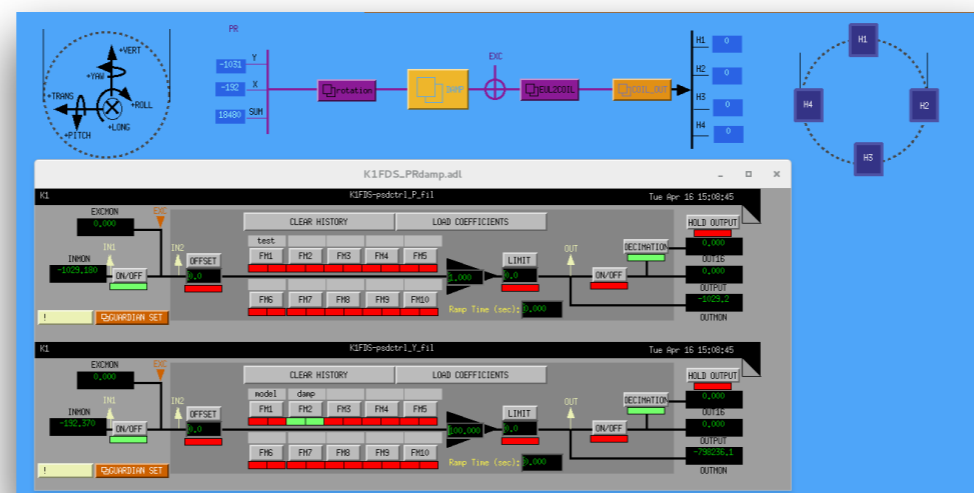 PR
EXC
+VERT
+YAW
+TRANS
+ROLL
+LONG
+PITCH
-1031 Y
-192 X
18480 SUM
rotation
DAMP
EUL2COIL
COIL_OUT
H1 0
H2 0
H3 0
H4 0
H1
H4
H2
H3
K1FDS_PRdamp.adl
K1 K1FDS-psdctrl_P_fil Tue Apr 16 15:08:45
EXCMON EXC
0.000
CLEAR HISTORY LOAD COEFFICIENTS
HOLD OUTPUT
IN1 IN2 test OUT DECIMATION 0.000
INMON OFFSET FM1 FM2 FM3 FM4 FM5 LIMIT OUT16
-1029.180 ON/OFF 0.0 1.000 0.0 ON/OFF 0.000
OUTPUT
FM6 FM7 FM8 FM9 FM10 -1029.2
! GUARDIAN SET Ramp Time (sec): 0.000 OUTMON
K1 K1FDS-psdctrl_Y_fil Tue Apr 16 15:08:45
EXCMON EXC
0.000
CLEAR HISTORY LOAD COEFFICIENTS
HOLD OUTPUT
IN1 IN2 model damp OUT DECIMATION 0.000
INMON OFFSET FM1 FM2 FM3 FM4 FM5 LIMIT OUT16
-192.370 ON/OFF 0.0 0.0 ON/OFF 0.000
OUTPUT
FM6 FM7 FM8 FM9 FM10 -798236.1
! GUARDIAN SET Ramp Time (sec): 0.000 OUTMON